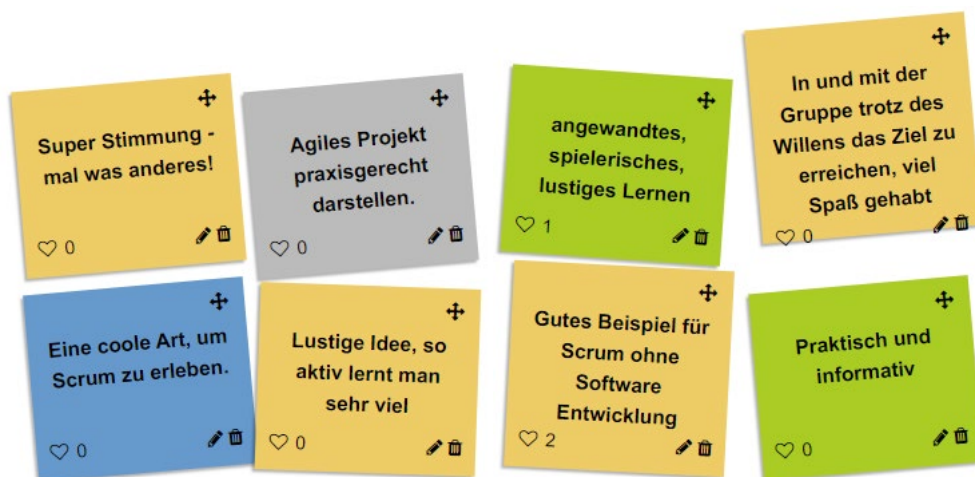 Super Stimmung -
mal was anderes!
0
Agiles Projekt
praxisgerecht
darstellen.
0
angewandtes,
spielerisches,
lustiges Lernen
1
In und mit der
Gruppe trotz des
Willens das Ziel zu
erreichen, viel
Spaß gehabt
0
Eine coole Art, um
Scrum zu erleben.
0
Lustige Idee, so
aktiv lernt man
sehr viel
0
Gutes Beispiel für
Scrum ohne
Software
Entwicklung
2
Praktisch und
informativ
0